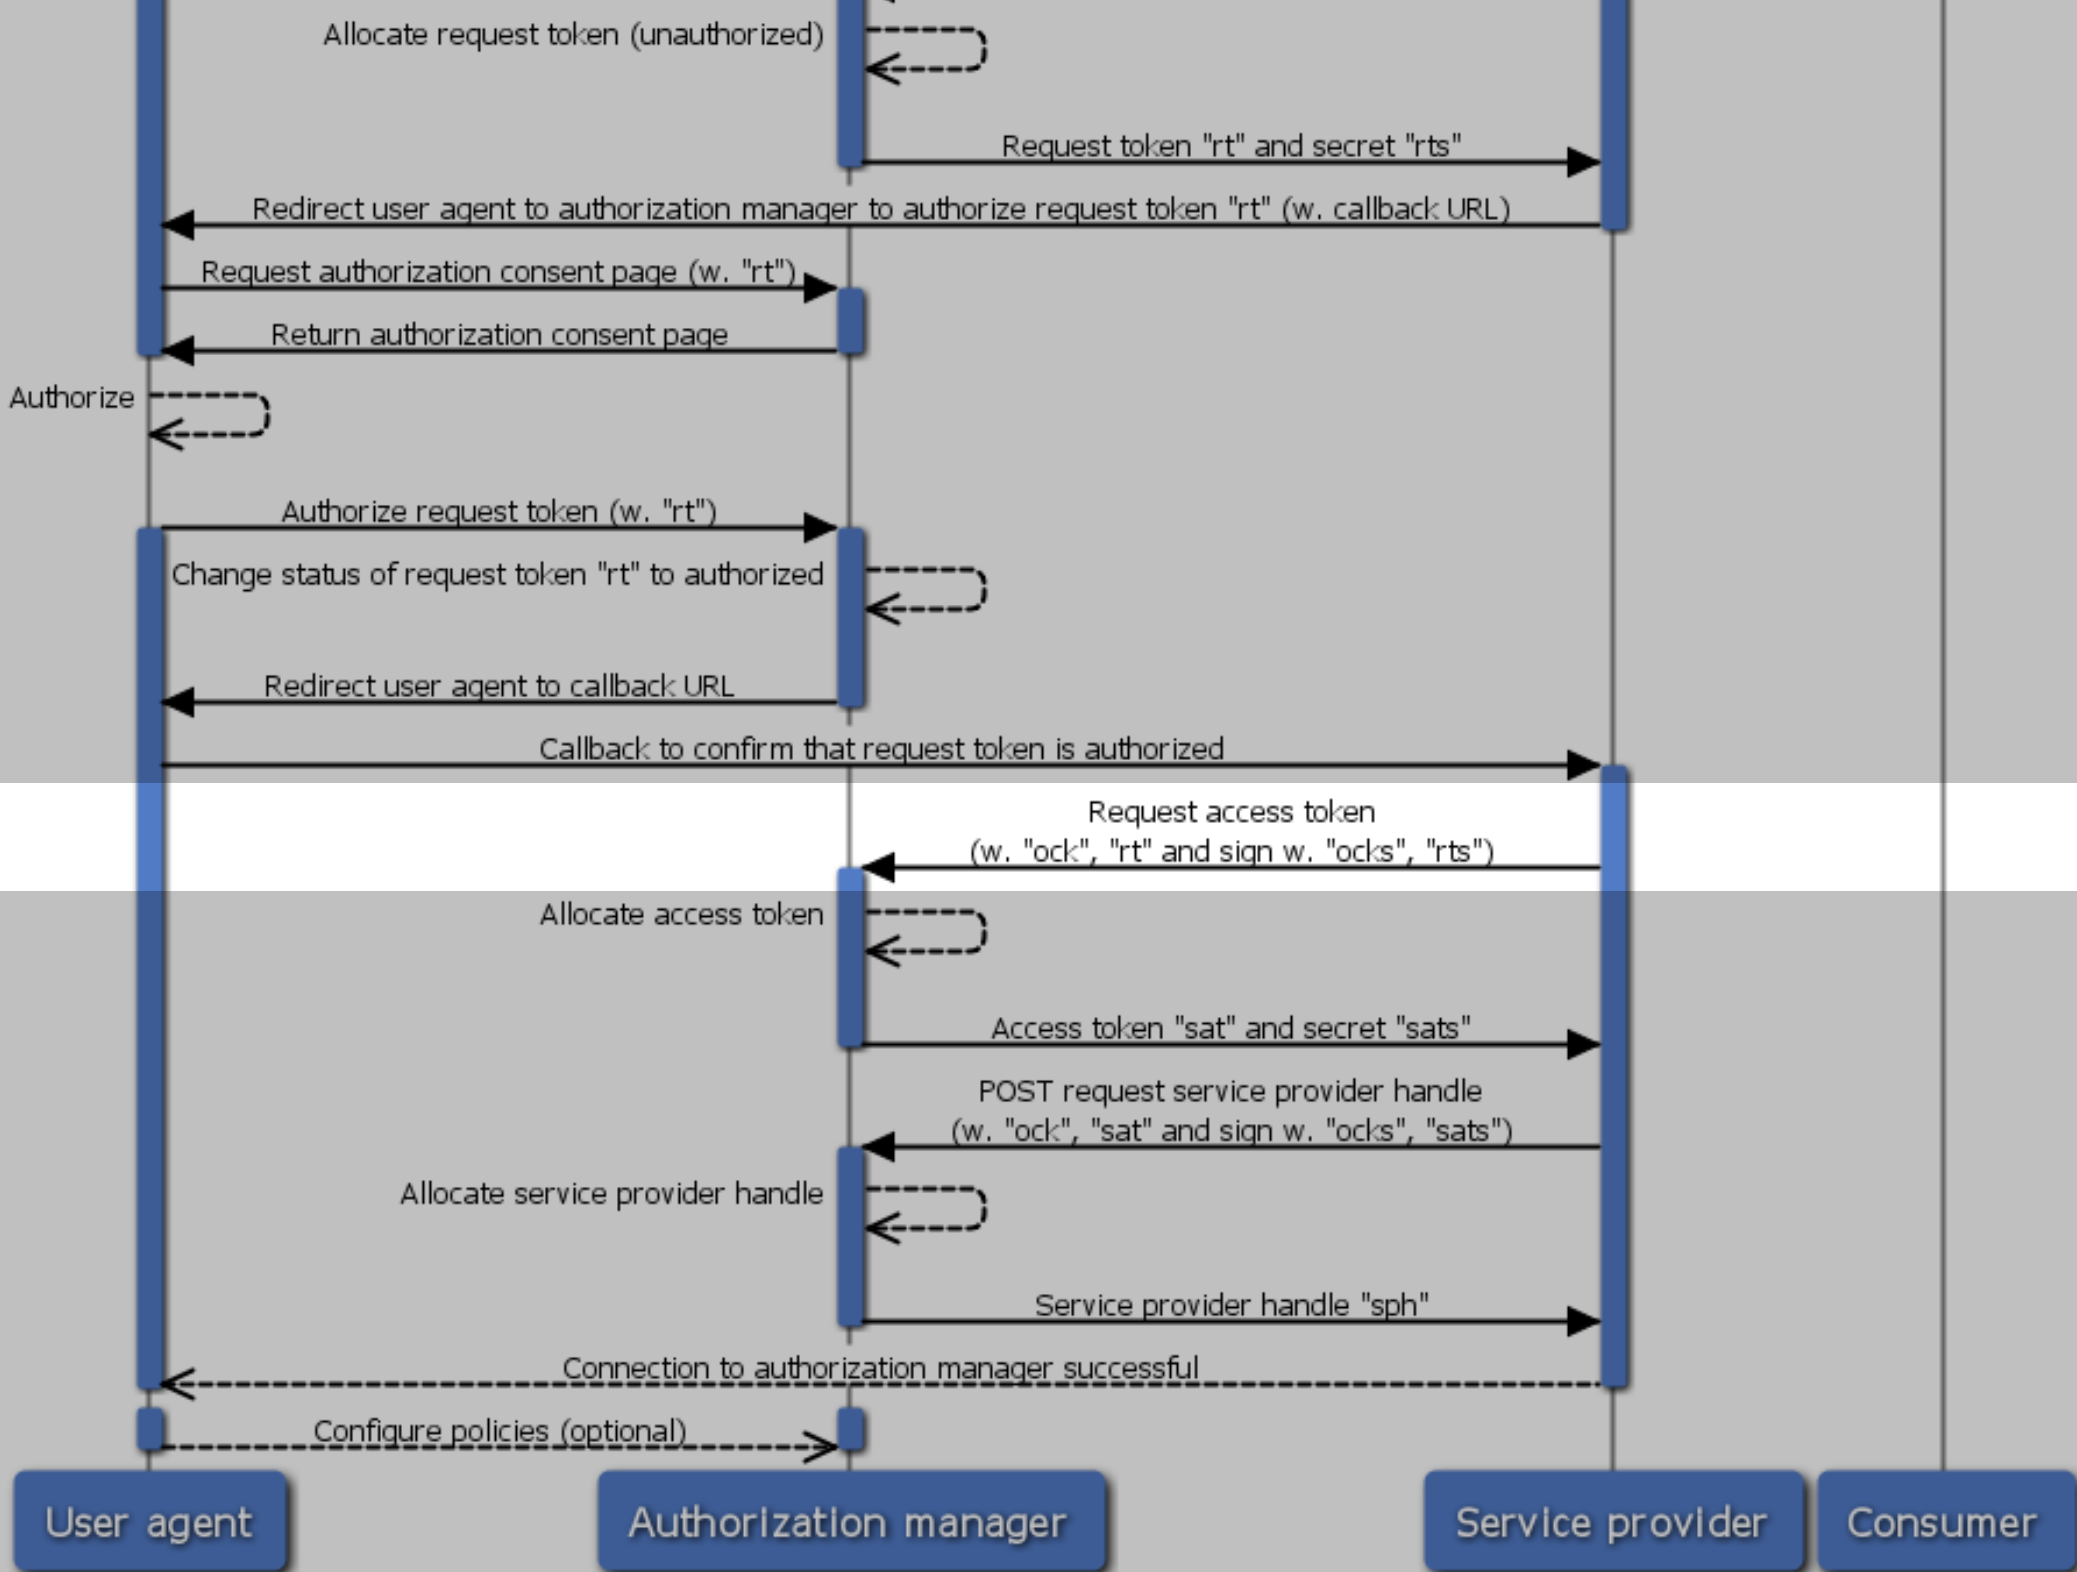 Allocate request token (unauthorized)
Request token "rt" and secret "rts"
Redirect user agent to authorization manager to authorize request token "rt" (w. callback URL)
Request authorization consent page (w. "rt")
Return authorization consent page
Authorize
Authorize request token (w. "rt")
Change status of request token "rt" to authorized
Redirect user agent to callback URL
Callback to confirm that request token is authorized
Request access token
(w. "ock", "rt" and sign w. "ocks", "rts")
Allocate access token
Access token "sat" and secret "sats"
POST request service provider handle
(w. "ock", "sat" and sign w. "ocks", "sats")
Allocate service provider handle
Service provider handle "sph"
Connection to authorization manager successful
Configure policies (optional)
User agent
Authorization manager
Service provider
Consumer